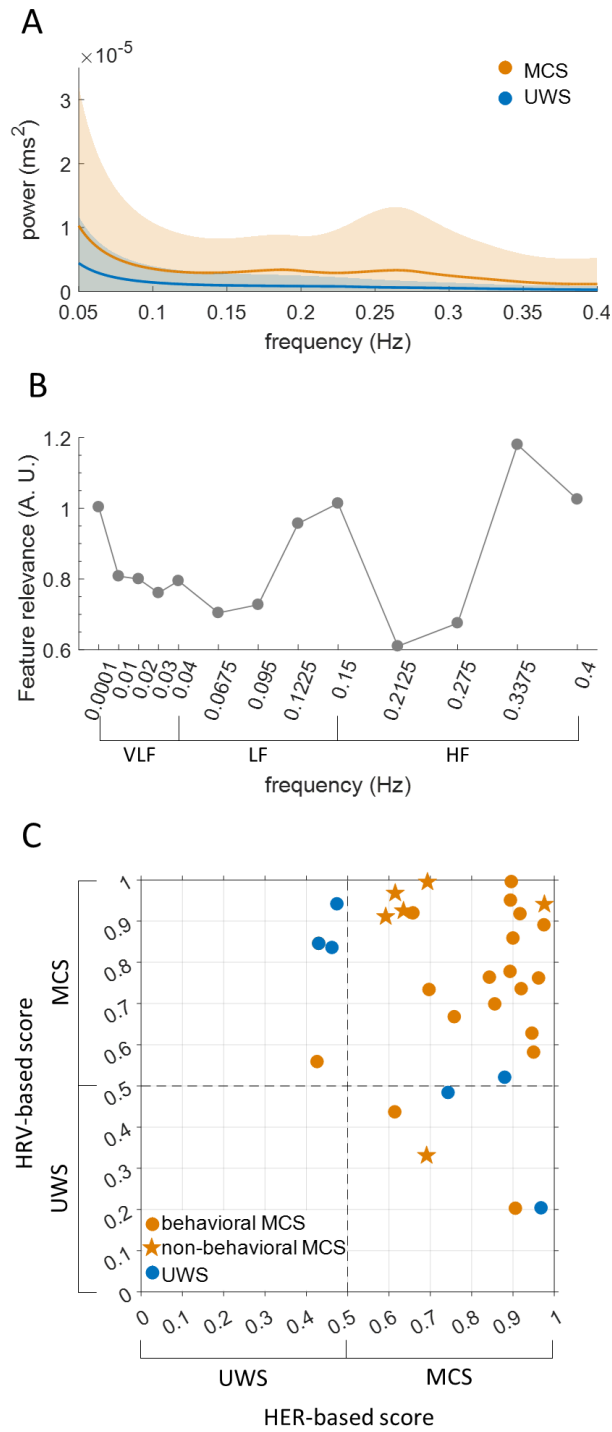 A
×10-5
MCS
UWS
3
2
1
0
power (ms2)
0.05 0.1 0.15 0.2 0.25 0.3 0.35 0.4
frequency (Hz)
B
1.2
1
0.8
0.6
Feature relevance (A. U.)
0.0001 0.01 0.02 0.03 0.04 0.0675 0.095 0.1225 0.15 0.2125 0.275 0.3375 0.4
VLF LF HF
frequency (Hz)
C
1
0.9
0.8
0.7
0.6
0.5
0.4
0.3
0.2
0.1
0
MCS
UWS
HRV-based score
behavioral MCS
non-behavioral MCS
UWS
0 0.1 0.2 0.3 0.4 0.5 0.6 0.7 0.8 0.9 1
UWS MCS
HER-based score